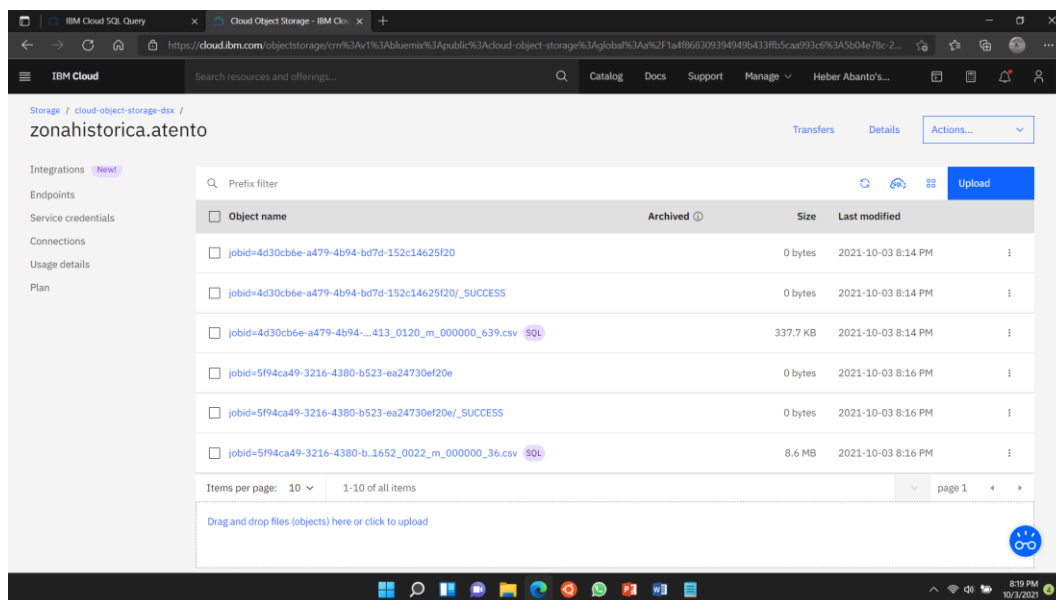 IBM Cloud SQL Query
Cloud Object Storage - IBM Clou
https://cloud.ibm.com/objectstorage/crn%3Av1%3Abluemix%3Apublic%3Acloud-object-storage%3Aglobal%3Aa%2F1a4f868309394949b433ffb5caa993c6%3A5b04e78c-2...
IBM Cloud
Search resources and offerings...
Catalog Docs Support Manage Heber Abanto's...
Storage / cloud-object-storage-dsx /
zonahistorica.atento
Transfers Details Actions...
Integrations New!
Endpoints
Service credentials
Connections
Usage details
Plan
Prefix filter
SQL
Upload
Object name Archived Size Last modified
jobid=4d30cb6e-a479-4b94-bd7d-152c14625f20 0 bytes 2021-10-03 8:14 PM
jobid=4d30cb6e-a479-4b94-bd7d-152c14625f20/_SUCCESS 0 bytes 2021-10-03 8:14 PM
jobid=4d30cb6e-a479-4b94-...413_0120_m_000000_639.csv SQL 337.7 KB 2021-10-03 8:14 PM
jobid=5f94ca49-3216-4380-b523-ea24730ef20e 0 bytes 2021-10-03 8:16 PM
jobid=5f94ca49-3216-4380-b523-ea24730ef20e/_SUCCESS 0 bytes 2021-10-03 8:16 PM
jobid=5f94ca49-3216-4380-b...1652_0022_m_000000_36.csv SQL 8.6 MB 2021-10-03 8:16 PM
Items per page: 10 1-10 of all items page 1
Drag and drop files (objects) here or click to upload
8:19 PM
10/3/2021
4